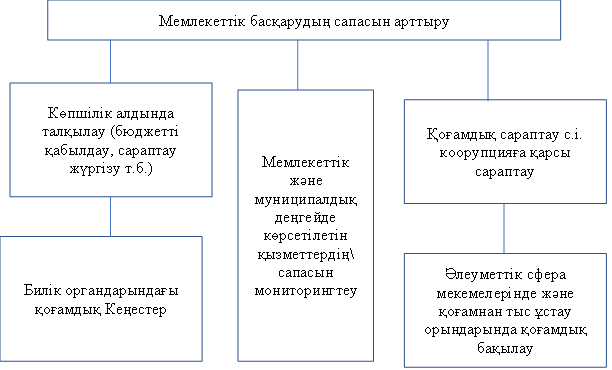 Мемлекеттік басқарудың сапасын арттыру
Көпшілік алдында
талқылау (бюджетті
қабылдау, сараптау
жүргізу т.б.)
Мемлекеттік
және
муниципалдық
деңгейде
көрсетілетін
қызметтердің\
сапасын
мониторингтеу
Қоғамдық сараптау с.і.
коорупцияға қарсы
сараптау
Билік органдарындағы
қоғамдық Кеңестер
Әлеуметтік сфера
мекемелерінде және
қоғамнан тыс ұстау
орындарында қоғамдық
бақылау